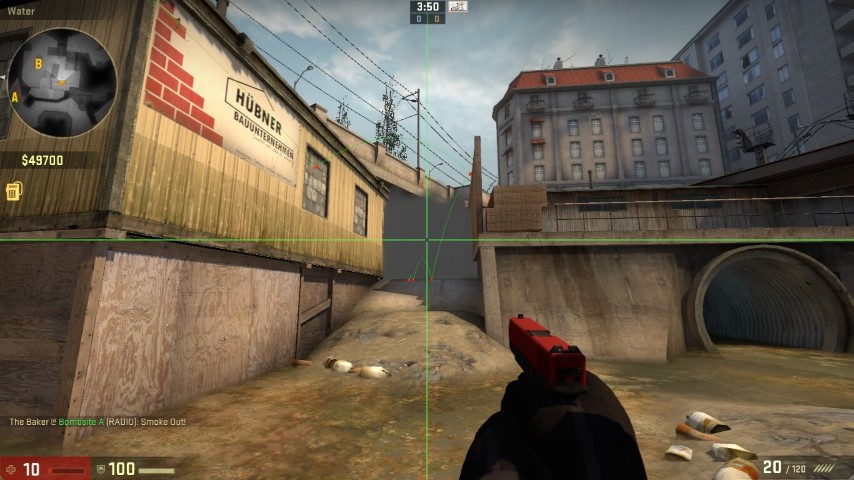 Water
3:50
0 0
B
A
$49700
HÜBNER
BAUUNTERNEHMEN
The Baker @ Bombsite A (RADIO): Smoke Out!
10
100
20 / 120